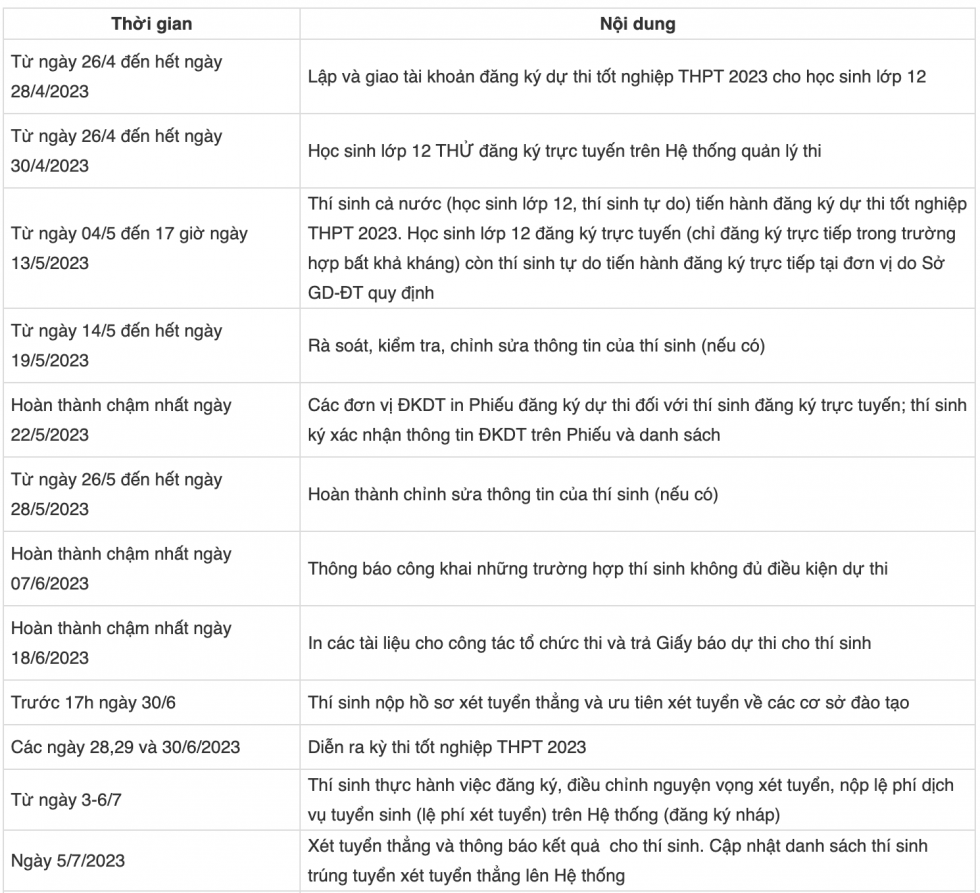 Thời gian
Nội dung
Từ ngày 26/4 đến hết ngày
28/4/2023
Lập và giao tài khoản đăng ký dự thi tốt nghiệp THPT 2023 cho học sinh lớp 12
Từ ngày 26/4 đến hết ngày
30/4/2023
Học sinh lớp 12 THỬ đăng ký trực tuyến trên Hệ thống quản lý thi
Từ ngày 04/5 đến 17 giờ ngày
13/5/2023
Thí sinh cả nước (học sinh lớp 12, thí sinh tự do) tiến hành đăng ký dự thi tốt nghiệp
THPT 2023. Học sinh lớp 12 đăng ký trực tuyến (chỉ đăng ký trực tiếp trong trường
hợp bất khả kháng) còn thí sinh tự do tiến hành đăng ký trực tiếp tại đơn vị do Sở
GD-ĐT quy định
Từ ngày 14/5 đến hết ngày
19/5/2023
Rà soát, kiểm tra, chỉnh sửa thông tin của thí sinh (nếu có)
Hoàn thành chậm nhất ngày
22/5/2023
Các đơn vị ĐKDT in Phiếu đăng ký dự thi đối với thí sinh đăng ký trực tuyến; thí sinh
ký xác nhận thông tin ĐKDT trên Phiếu và danh sách
Từ ngày 26/5 đến hết ngày
28/5/2023
Hoàn thành chỉnh sửa thông tin của thí sinh (nếu có)
Hoàn thành chậm nhất ngày
07/6/2023
Thông báo công khai những trường hợp thí sinh không đủ điều kiện dự thi
Hoàn thành chậm nhất ngày
18/6/2023
In các tài liệu cho công tác tổ chức thi và trả Giấy báo dự thi cho thí sinh
Trước 17h ngày 30/6
Thí sinh nộp hồ sơ xét tuyển thẳng và ưu tiên xét tuyển về các cơ sở đào tạo
Các ngày 28,29 và 30/6/2023
Diễn ra kỳ thi tốt nghiệp THPT 2023
Từ ngày 3-6/7
Thí sinh thực hành việc đăng ký, điều chỉnh nguyện vọng xét tuyển, nộp lệ phí dịch
vụ tuyển sinh (lệ phí xét tuyển) trên Hệ thống (đăng ký nháp)
Ngày 5/7/2023
Xét tuyển thẳng và thông báo kết quả cho thí sinh. Cập nhật danh sách thí sinh
trúng tuyển xét tuyển thẳng lên Hệ thống